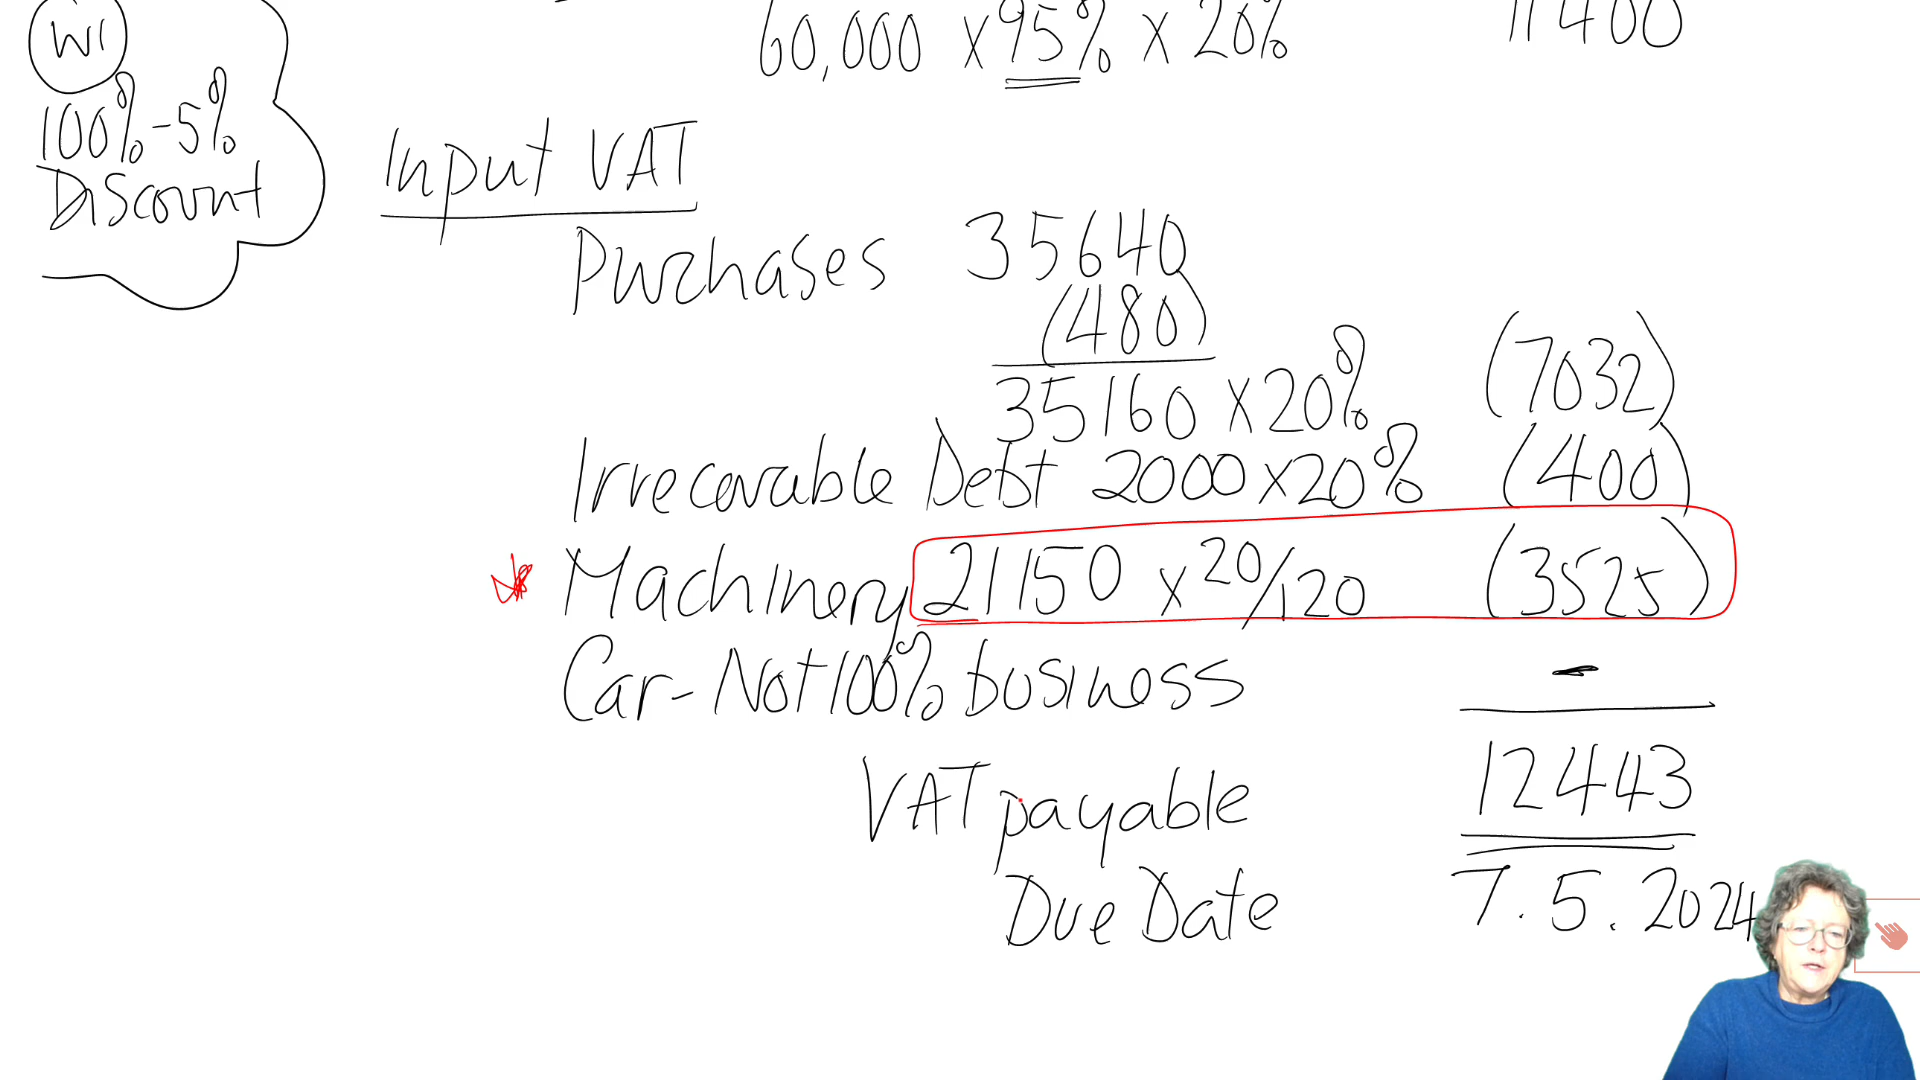 60,000 x 95% x 20% 11400
W1
100% - 5%
Discount
Input VAT
Purchases 35640
(480)
35160 x 20% (7032)
Irrecovable Debt 2000 x 20% (400)
Machinery 21150 x 20/120 (3525)
Car - Not 100% business -
VAT payable 12443
Due Date 7.5.2024